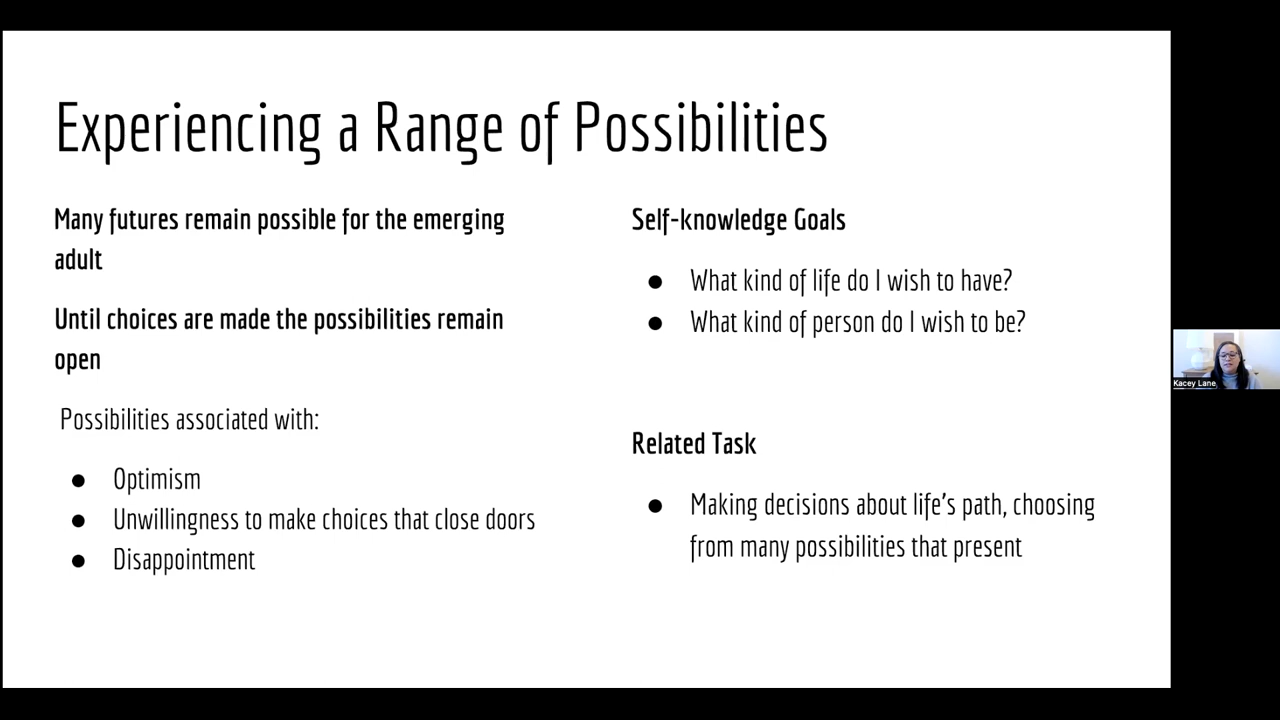 Experiencing a Range of Possibilities
Many futures remain possible for the emerging
adult
Until choices are made the possibilities remain
open
Possibilities associated with:
● Optimism
● Unwillingness to make choices that close doors
● Disappointment
Self-knowledge Goals
● What kind of life do I wish to have?
● What kind of person do I wish to be?
Related Task
● Making decisions about life's path, choosing
from many possibilities that present
Kacey Lane